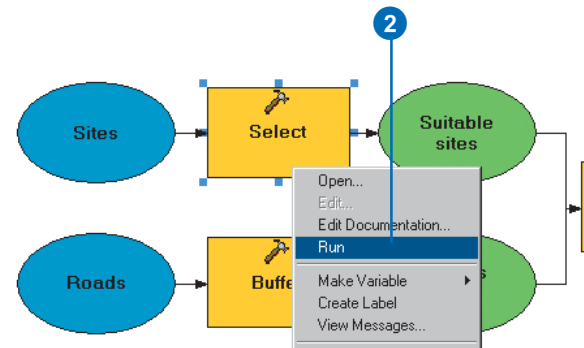 2
Sites
Select
Suitable
sites
Open...
Edit...
Edit Documentation...
Run
Roads
Make Variable
Create Label
View Messages...